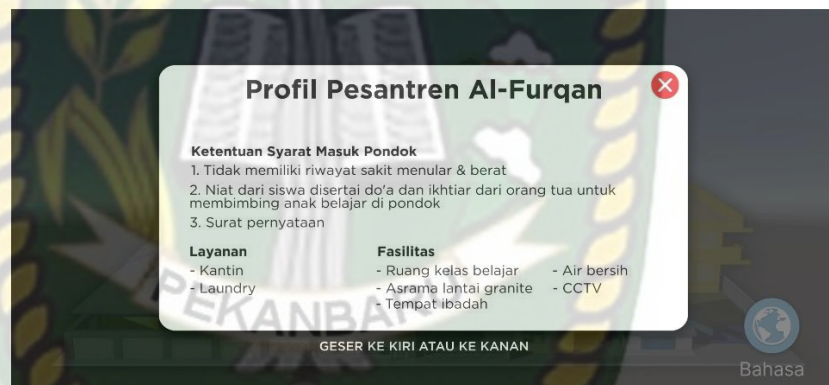 Profil Pesantren Al-Furqan
Ketentuan Syarat Masuk Pondok
1. Tidak memiliki riwayat sakit menular & berat
2. Niat dari siswa disertai do'a dan ikhtiar dari orang tua untuk
membimbing anak belajar di pondok
3. Surat pernyataan
Layanan
- Kantin
- Laundry
Fasilitas
- Ruang kelas belajar
- Asrama lantai granite
- Tempat ibadah
- Air bersih
- CCTV
PEKANBARU
GESER KE KIRI ATAU KE KANAN
Bahasa